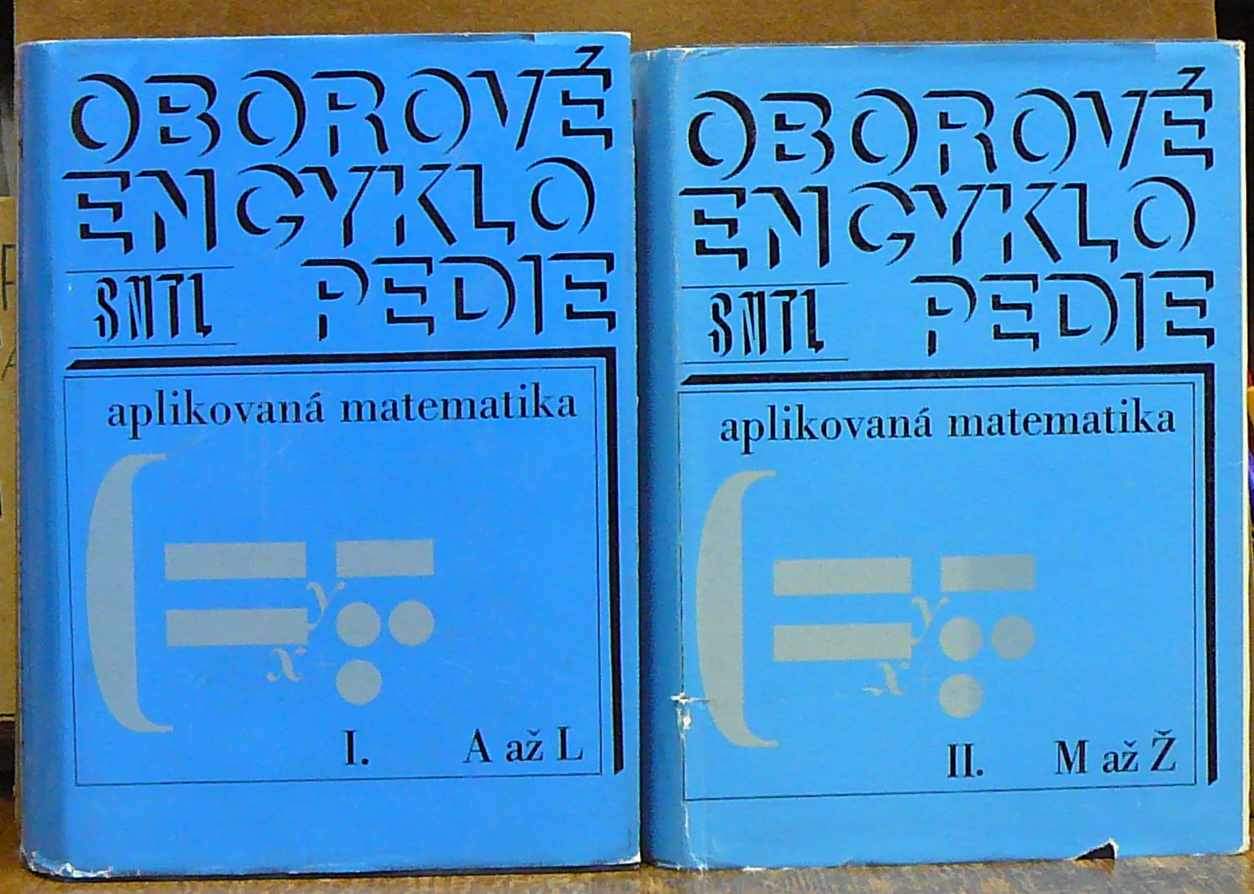 OBOROVÉ
ENCYKLO
SNTL PEDIE
aplikovaná matematika
y
x
I. A až L
OBOROVÉ
ENCYKLO
SNTL PEDIE
aplikovaná matematika
y
x
II. M až Ž